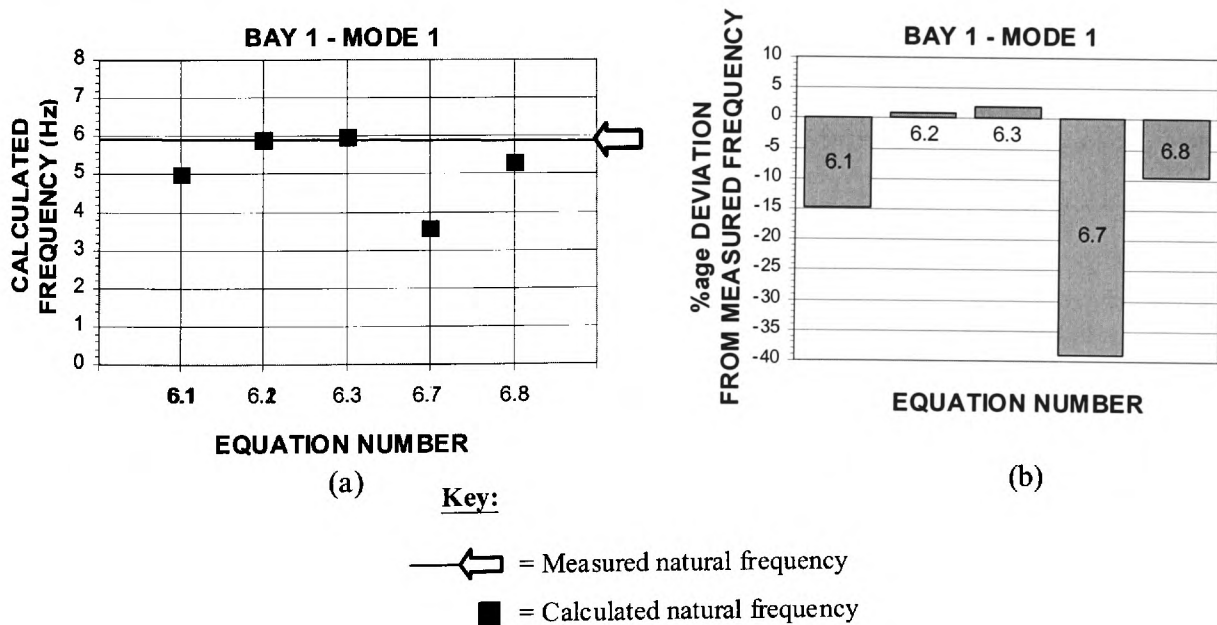 BAY 1 - MODE 1
CALCULATED
FREQUENCY (Hz)
8
7
6
5
4
3
2
1
0
6.1
6.2
6.3
6.7
6.8
EQUATION NUMBER
(a)
BAY 1 - MODE 1
%age DEVIATION
FROM MEASURED FREQUENCY
10
5
0
-5
-10
-15
-20
-25
-30
-35
-40
6.1
6.2
6.3
6.7
6.8
EQUATION NUMBER
(b)
Key:
= Measured natural frequency
= Calculated natural frequency